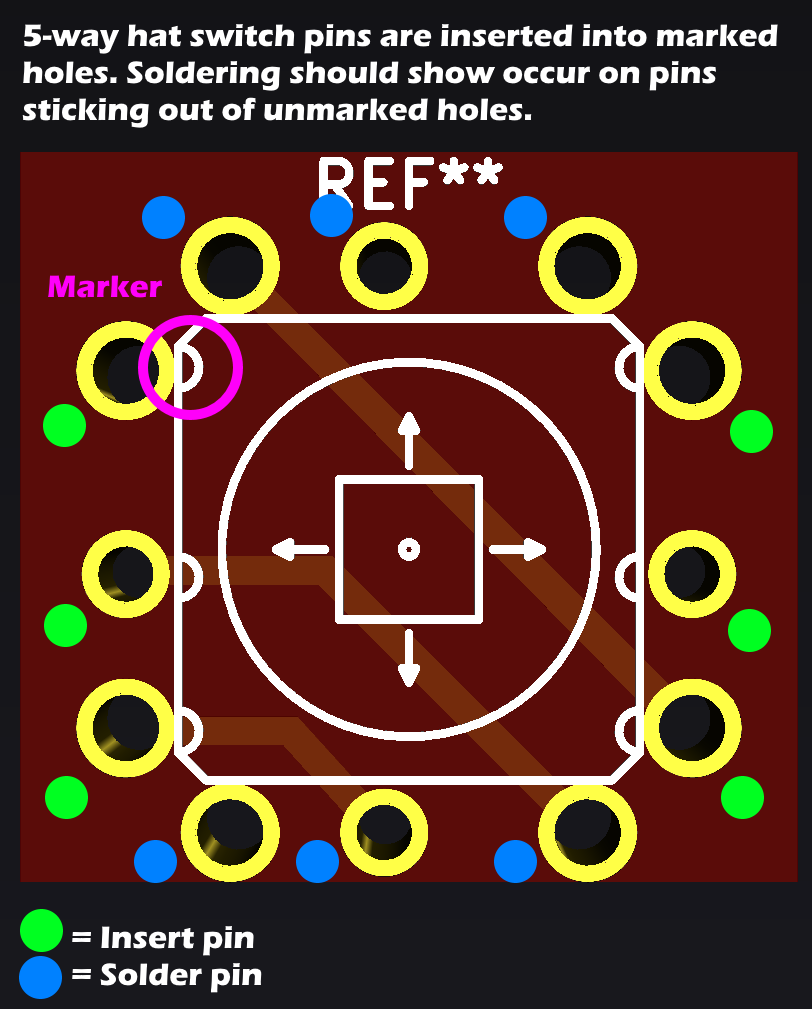 5-way hat switch pins are inserted into marked
holes. Soldering should show occur on pins
sticking out of unmarked holes.
REF**
Marker
= Insert pin
= Solder pin